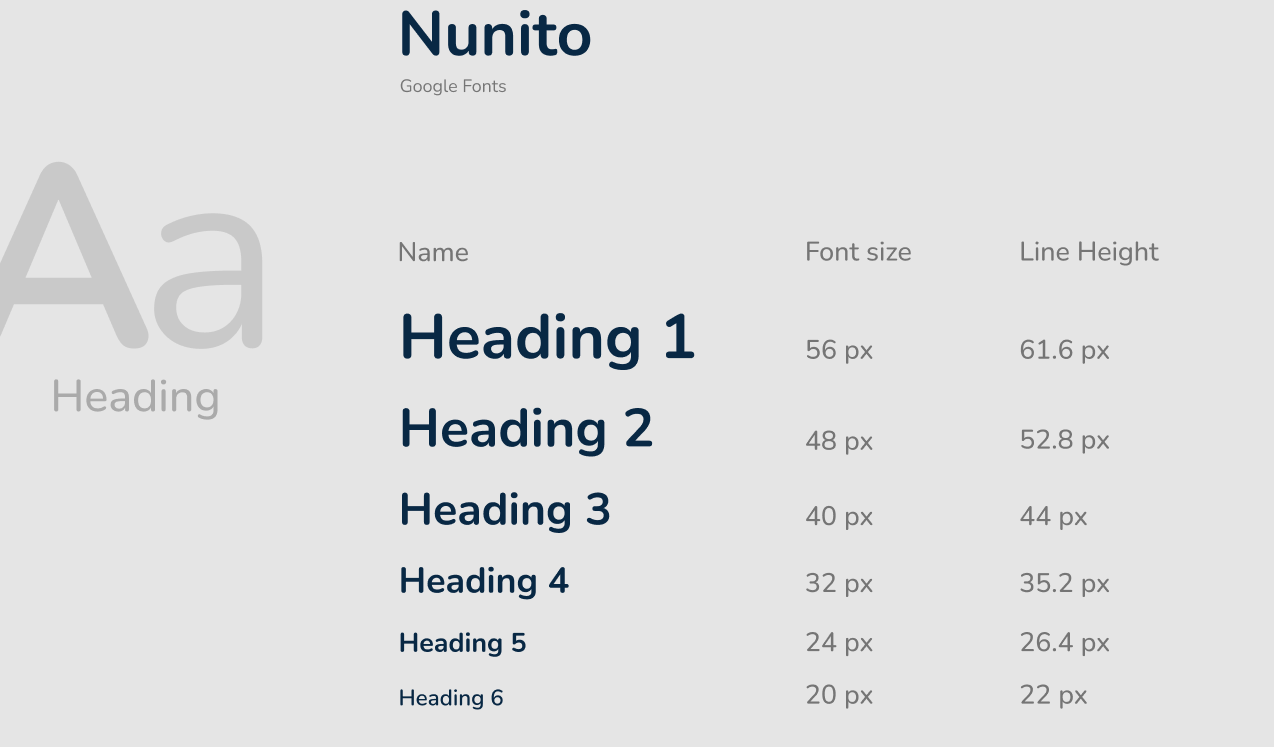 Nunito
Google Fonts
Aa
Heading
Name Font size Line Height
Heading 1 56 px 61.6 px
Heading 2 48 px 52.8 px
Heading 3 40 px 44 px
Heading 4 32 px 35.2 px
Heading 5 24 px 26.4 px
Heading 6 20 px 22 px